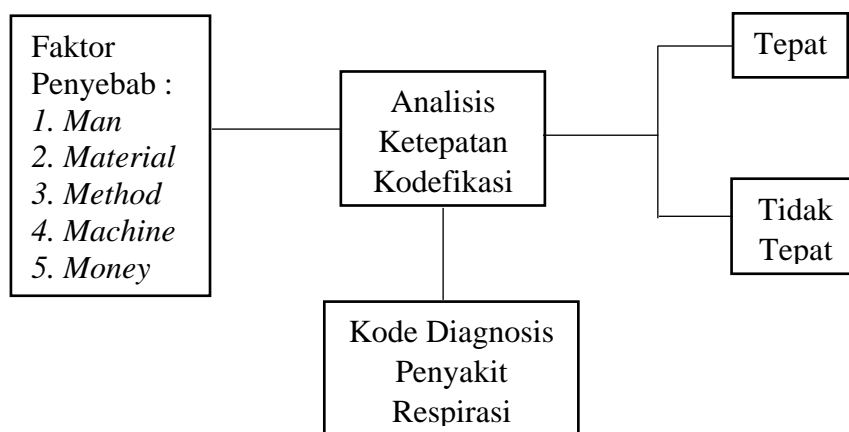 Faktor
Penyebab :
1. Man
2. Material
3. Method
4. Machine
5. Money
Analisis
Ketepatan
Kodefikasi
Tepat
Tidak
Tepat
Kode Diagnosis
Penyakit
Respirasi